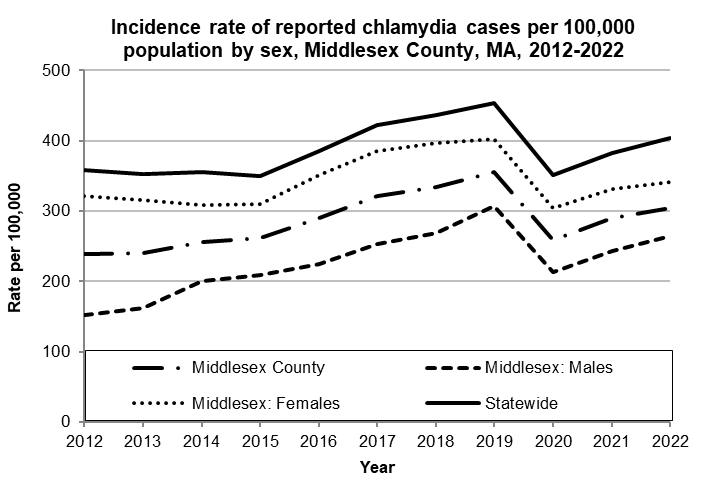 Incidence rate of reported chlamydia cases per 100,000
population by sex, Middlesex County, MA, 2012-2022
500
400
300
200
100
0
Rate per 100,000
Middlesex County
Middlesex: Males
Middlesex: Females
Statewide
2012 2013 2014 2015 2016 2017 2018 2019 2020 2021 2022
Year